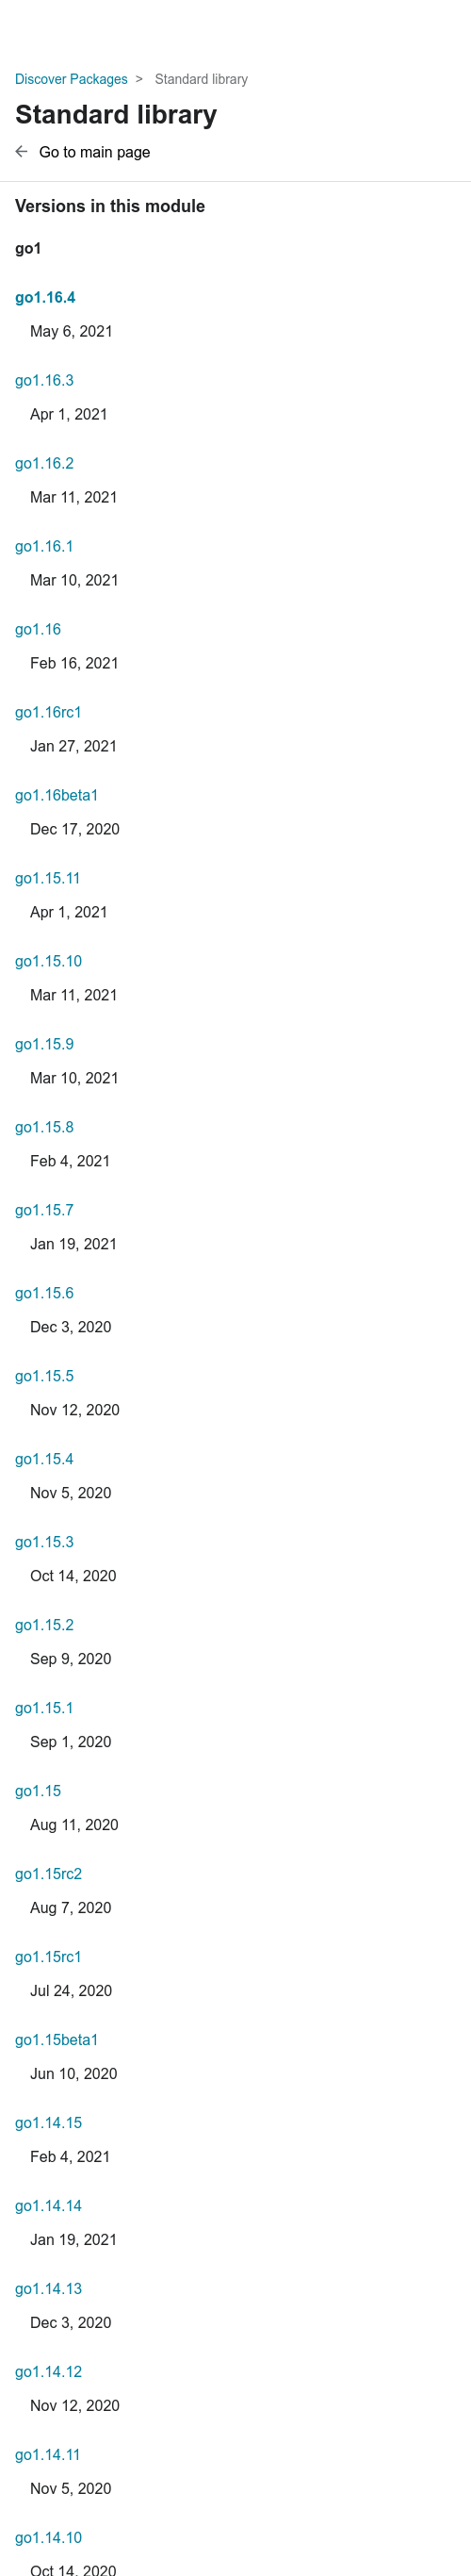 Discover Packages > Standard library
Standard library
Go to main page
Versions in this module
go1
go1.16.4
May 6, 2021
go1.16.3
Apr 1, 2021
go1.16.2
Mar 11, 2021
go1.16.1
Mar 10, 2021
go1.16
Feb 16, 2021
go1.16rc1
Jan 27, 2021
go1.16beta1
Dec 17, 2020
go1.15.11
Apr 1, 2021
go1.15.10
Mar 11, 2021
go1.15.9
Mar 10, 2021
go1.15.8
Feb 4, 2021
go1.15.7
Jan 19, 2021
go1.15.6
Dec 3, 2020
go1.15.5
Nov 12, 2020
go1.15.4
Nov 5, 2020
go1.15.3
Oct 14, 2020
go1.15.2
Sep 9, 2020
go1.15.1
Sep 1, 2020
go1.15
Aug 11, 2020
go1.15rc2
Aug 7, 2020
go1.15rc1
Jul 24, 2020
go1.15beta1
Jun 10, 2020
go1.14.15
Feb 4, 2021
go1.14.14
Jan 19, 2021
go1.14.13
Dec 3, 2020
go1.14.12
Nov 12, 2020
go1.14.11
Nov 5, 2020
go1.14.10
Oct 14, 2020